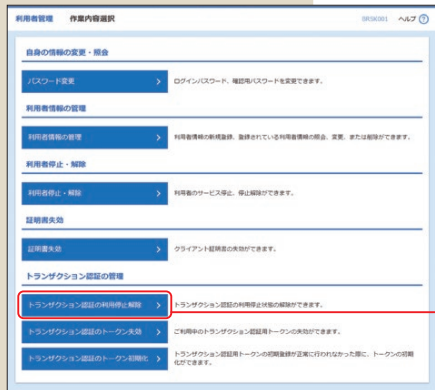 利用者管理 作業内容選択 BRSK001 ヘルプ ?
自身の情報の変更・照会
パスワード変更 > ログインパスワード、確認用パスワードを変更できます。
利用者情報の管理
利用者情報の管理 > 利用者情報の新規登録、登録されている利用者情報の照会、変更、または削除ができます。
利用者停止・解除
利用者停止・解除 > 利用者のサービス停止、停止解除ができます。
証明書失効
証明書失効 > クライアント証明書の失効ができます。
トランザクション認証の管理
トランザクション認証の利用停止解除 > トランザクション認証の利用停止状態の解除ができます。
トランザクション認証のトークン失効 > ご利用中のトランザクション認証用トークンの失効ができます。
トランザクション認証のトークン初期化 > トランザクション認証用トークンの初期登録が正常に行われなかった際に、トークンの初期
化ができます。